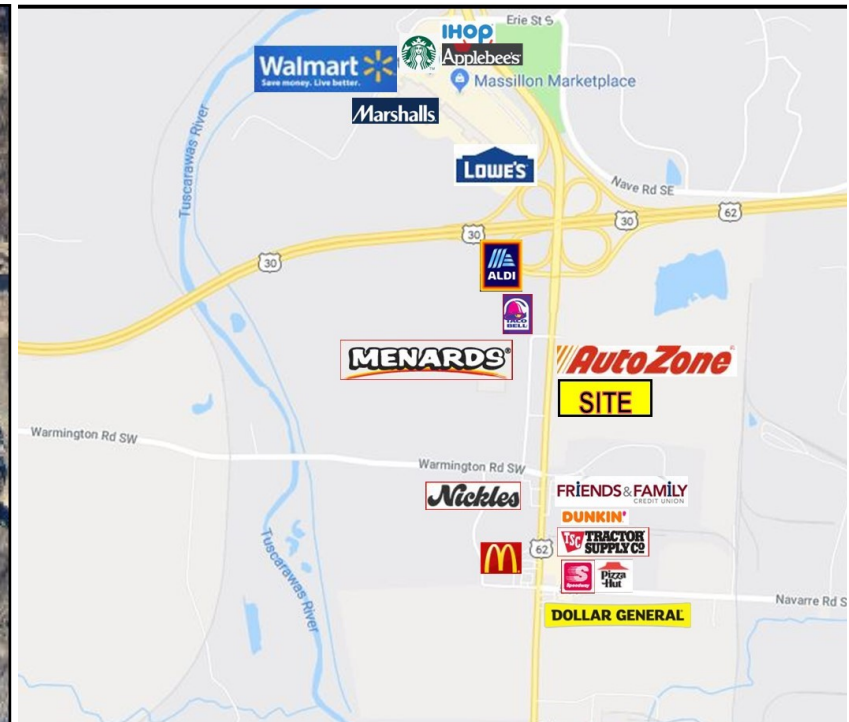 Erie St S
IHOP
Applebee's
Walmart
Save money. Live better.
Massillon Marketplace
Marshalls
Tuscarawas River
LOWE'S
Nave Rd SE
62
30
30
30
ALDI
TACO BELL
MENARDS®
AutoZone
SITE
Warmington Rd SW
Warmington Rd SW
Nickles
FRIENDS & FAMILY
CREDIT UNION
DUNKIN'
TSC TRACTOR
SUPPLY CO
62
M
S
Speedway
Pizza
Hut
Navarre Rd S
DOLLAR GENERAL
Tuscarawas River